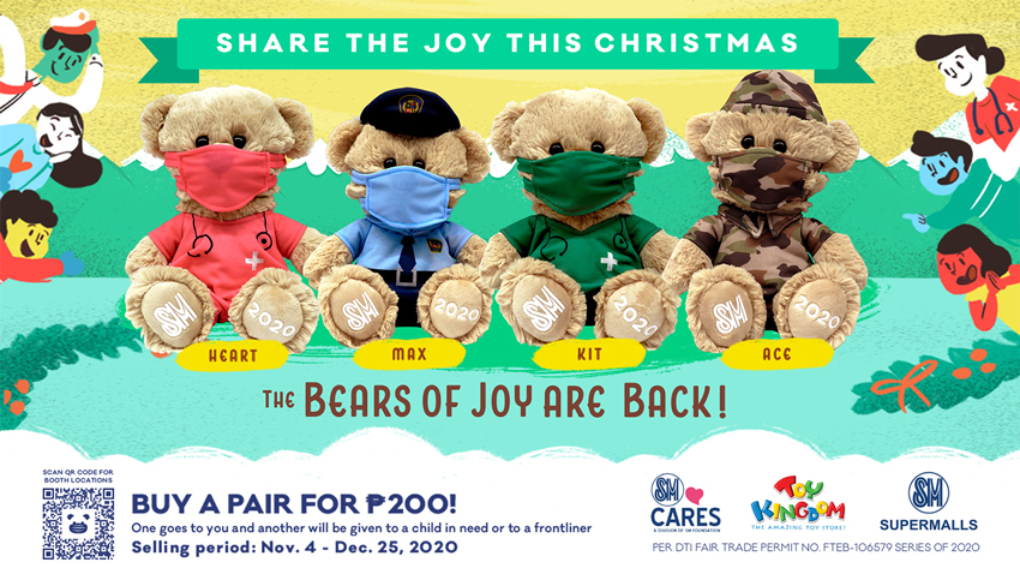 SHARE THE JOY THIS CHRISTMAS
SM 2020
SM 2020
SM 2020
SM 2020
HEART
MAX
KIT
ACE
THE BEARS OF JOY ARE BACK!
SCAN QR CODE FOR
BOOTH LOCATIONS
BUY A PAIR FOR ₱200!
One goes to you and another will be given to a child in need or to a frontliner
Selling period: Nov. 4 - Dec. 25, 2020
SM
CARES
A DIVISION OF SM FOUNDATION
TOY
KINGDOM
THE AMAZING TOY STORE!
SM
SUPERMALLS
PER DTI FAIR TRADE PERMIT NO. FTEB-106579 SERIES OF 2020